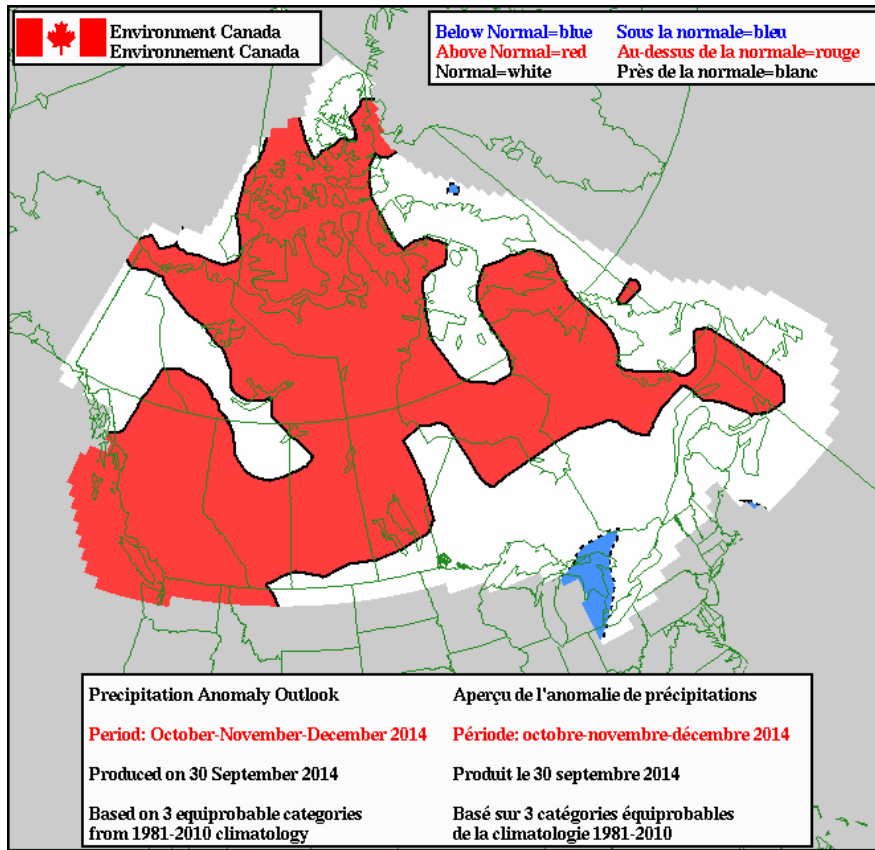 Environment Canada
Environnement Canada
Below Normal=blue Sous la normale=bleu
Above Normal=red Au-dessus de la normale=rouge
Normal=white Près de la normale=blanc
Precipitation Anomaly Outlook Aperçu de l'anomalie de précipitations
Period: October-November-December 2014 Période: octobre-novembre-décembre 2014
Produced on 30 September 2014 Produit le 30 septembre 2014
Based on 3 equiprobable categories Basé sur 3 catégories équiprobables
from 1981-2010 climatology de la climatologie 1981-2010